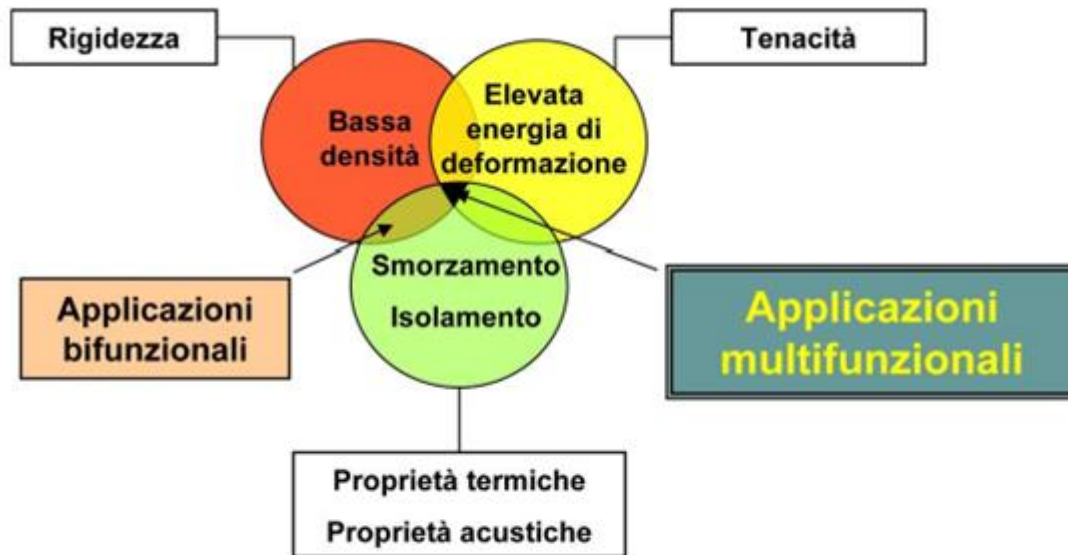 Rigidezza
Tenacità
Bassa
densità
Elevata
energia di
deformazione
Smorzamento
Isolamento
Applicazioni
bifunzionali
Applicazioni
multifunzionali
Proprietà termiche
Proprietà acustiche